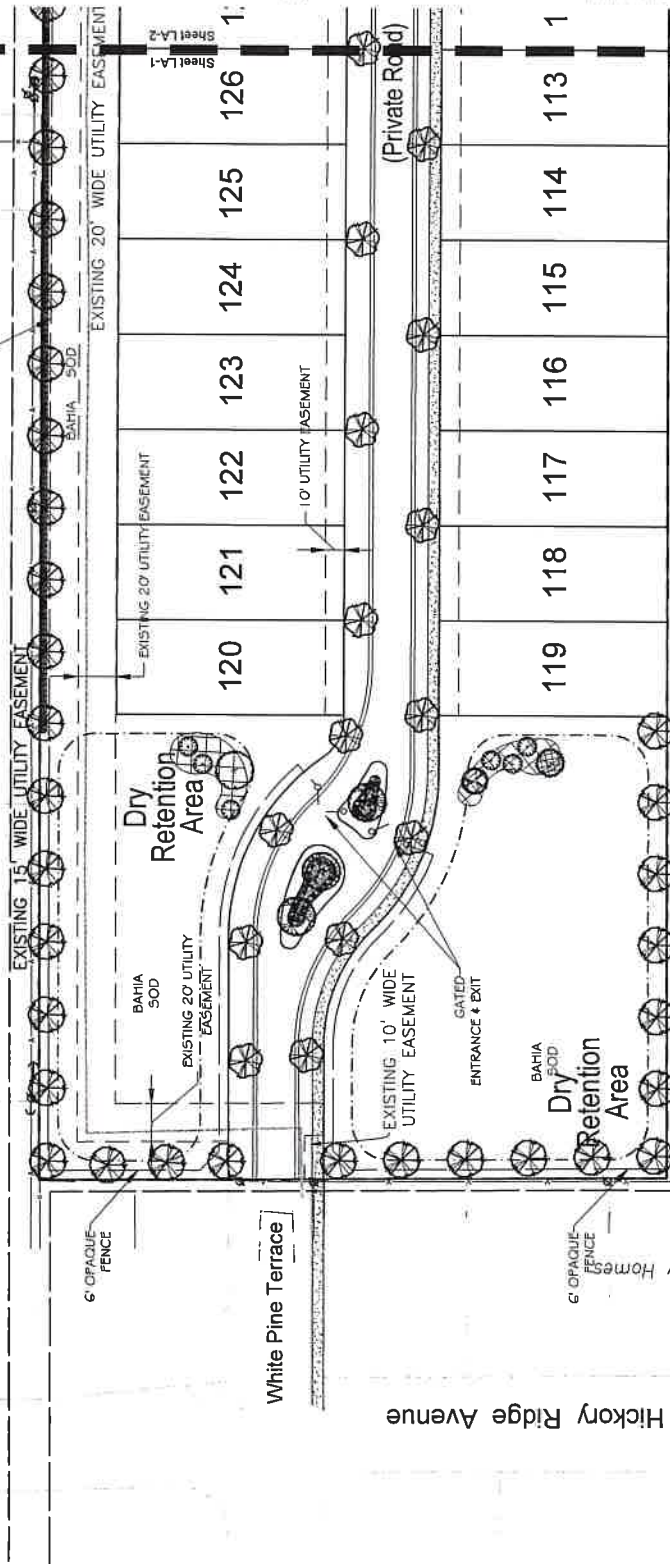 Sheet LA-2
Sheet LA-1
EXISTING 15' WIDE UTILITY EASEMENT
EXISTING 20' WIDE UTILITY EASEMENT
BAHIA SOD
126
125
124
123
122
121
120
EXISTING 20' UTILITY EASEMENT
10' UTILITY EASEMENT
(Private Road)
113
114
115
116
117
118
119
Dry
Retention
Area
BAHIA
SOD
EXISTING 20' UTILITY
EASEMENT
6' OPAQUE
FENCE
White Pine Terrace
EXISTING 10' WIDE
UTILITY EASEMENT
GATED
ENTRANCE & EXIT
BAHIA
SOD
Dry
Retention
Area
6' OPAQUE
FENCE
Homes
Hickory Ridge Avenue